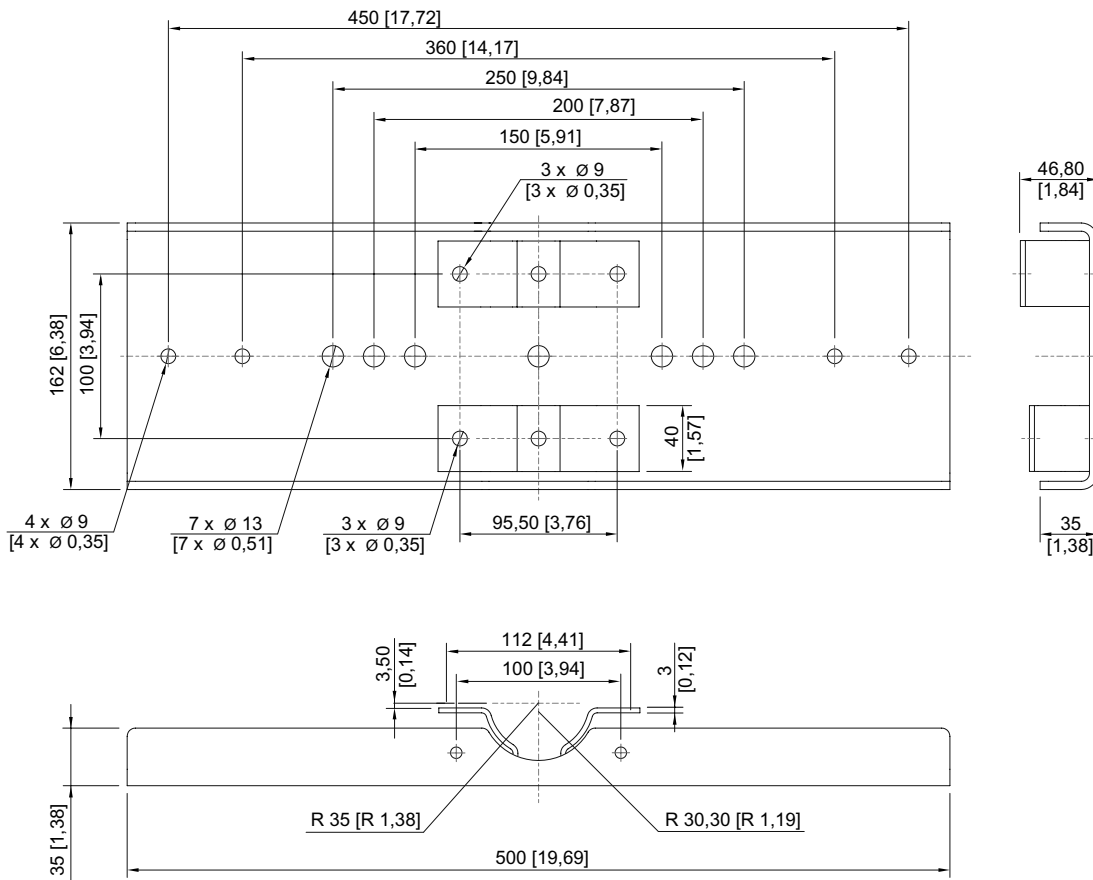 450 [17,72]
360 [14,17]
250 [9,84]
200 [7,87]
150 [5,91]
3 x Ø 9
[3 x Ø 0,35]
46,80
[1,84]
162 [6,38]
100 [3,94]
40
[1,57]
4 x Ø 9
[4 x Ø 0,35]
7 x Ø 13
[7 x Ø 0,51]
3 x Ø 9
[3 x Ø 0,35]
95,50 [3,76]
35
[1,38]
3,50
[0,14]
112 [4,41]
100 [3,94]
3
[0,12]
35 [1,38]
R 35 [R 1,38]
R 30,30 [R 1,19]
500 [19,69]